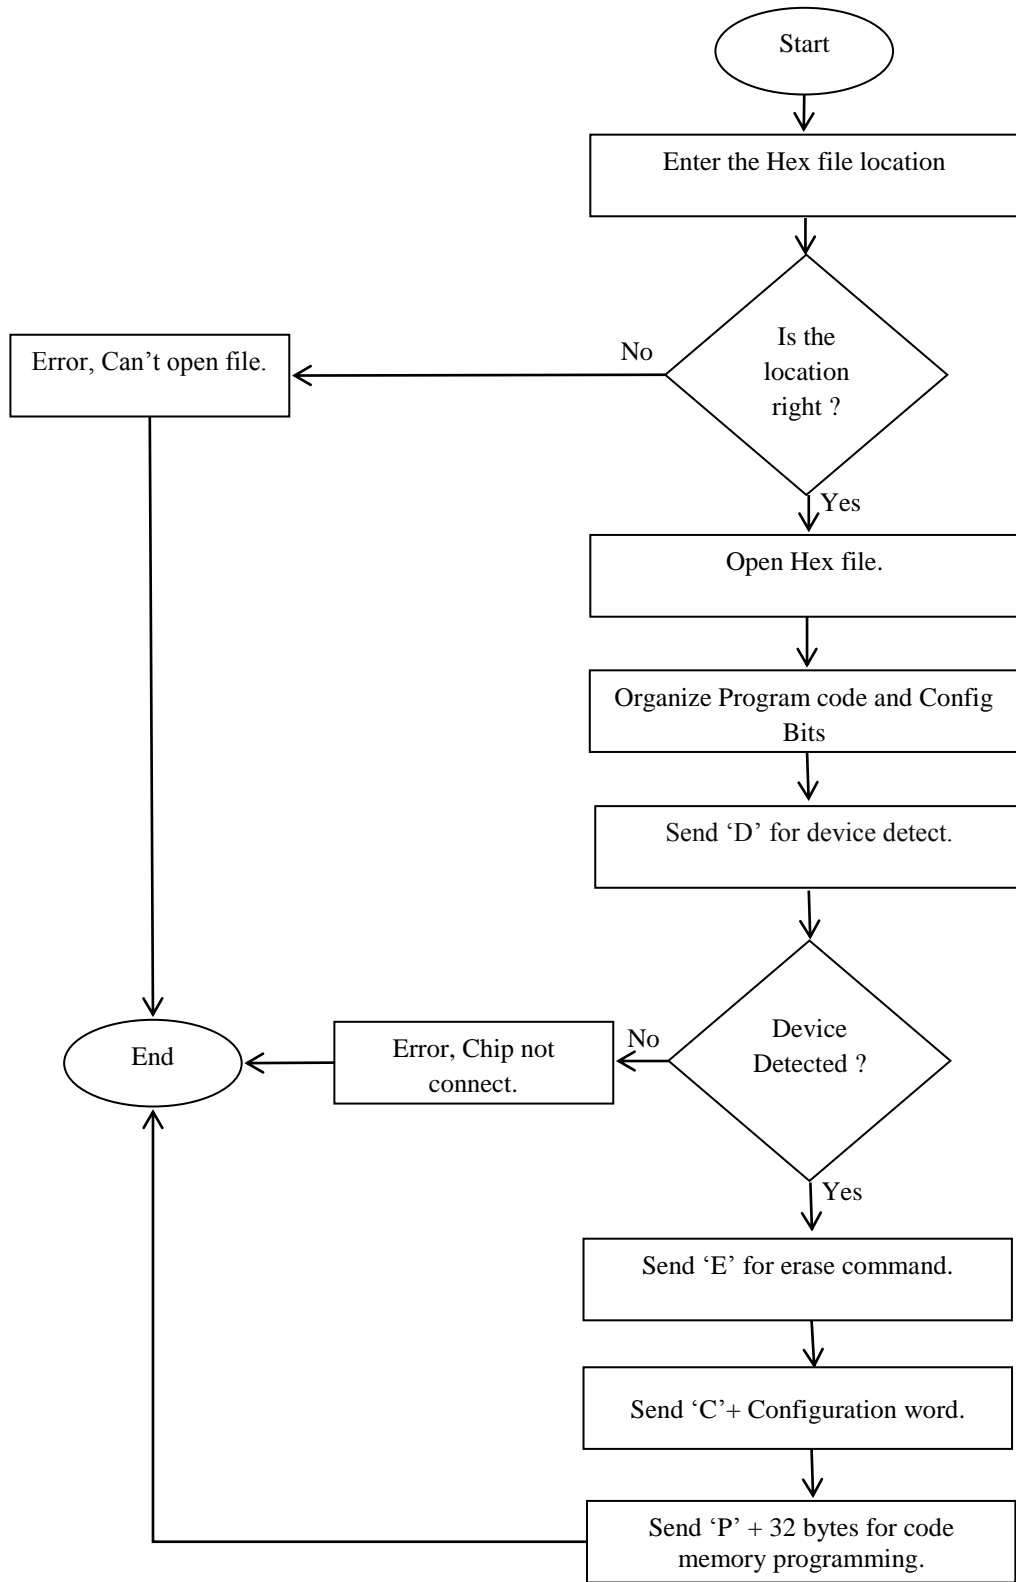 Start
Enter the Hex file location
Is the
location
right ?
No
Error, Can’t open file.
Yes
Open Hex file.
Organize Program code and Config
Bits
Send ‘D’ for device detect.
Device
Detected ?
No
Error, Chip not
connect.
End
Yes
Send ‘E’ for erase command.
Send ‘C’+ Configuration word.
Send ‘P’ + 32 bytes for code
memory programming.